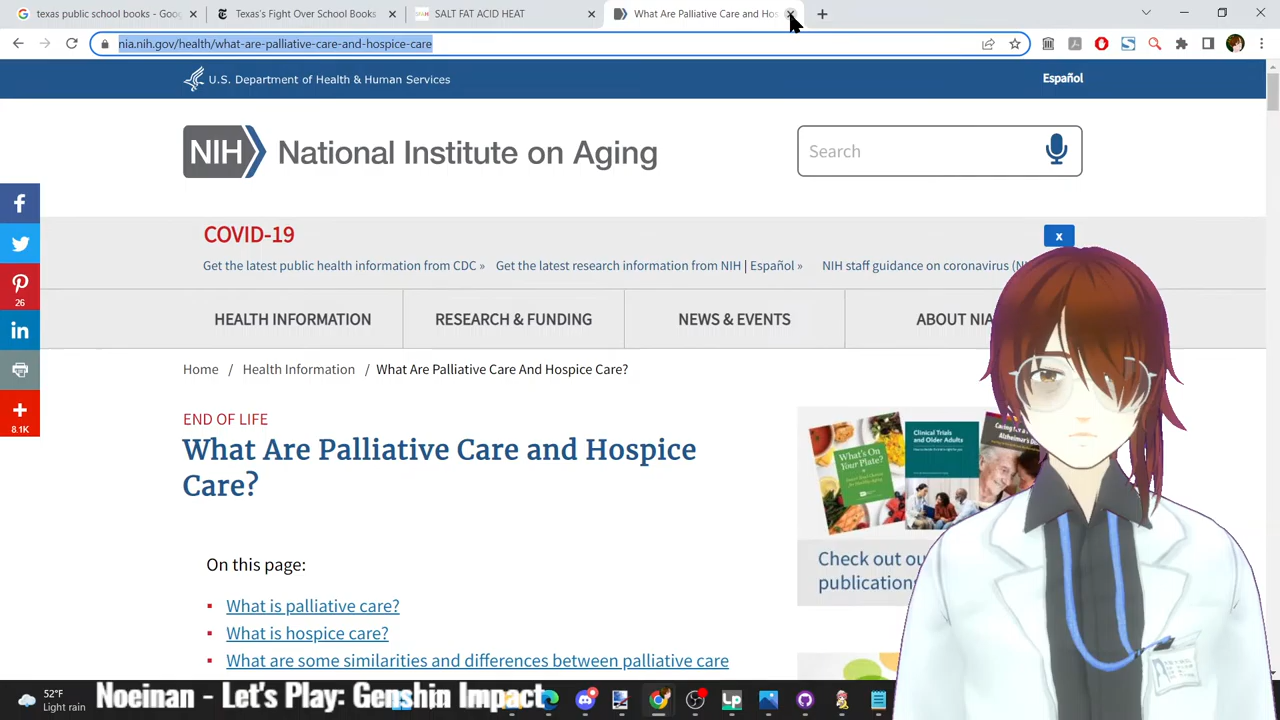 texas public school books - Goog
Texas's Fight Over School Books
SALT FAT ACID HEAT
What Are Palliative Care and Hos
nia.nih.gov/health/what-are-palliative-care-and-hospice-care
U.S. Department of Health & Human Services
Español
NIH National Institute on Aging
Search
COVID-19
x
Get the latest public health information from CDC »
Get the latest research information from NIH | Español »
NIH staff guidance on coronavirus
HEALTH INFORMATION
RESEARCH & FUNDING
NEWS & EVENTS
ABOUT NIA
26
8.1K
Home / Health Information / What Are Palliative Care And Hospice Care?
END OF LIFE
What Are Palliative Care and Hospice
Care?
On this page:
What is palliative care?
What is hospice care?
What are some similarities and differences between palliative care
What's On
Your Plate?
Clinical Trials
and Older Adults
Check out ou
publications
52°F
Light rain
Noeinan - Let's Play: Genshin Impact